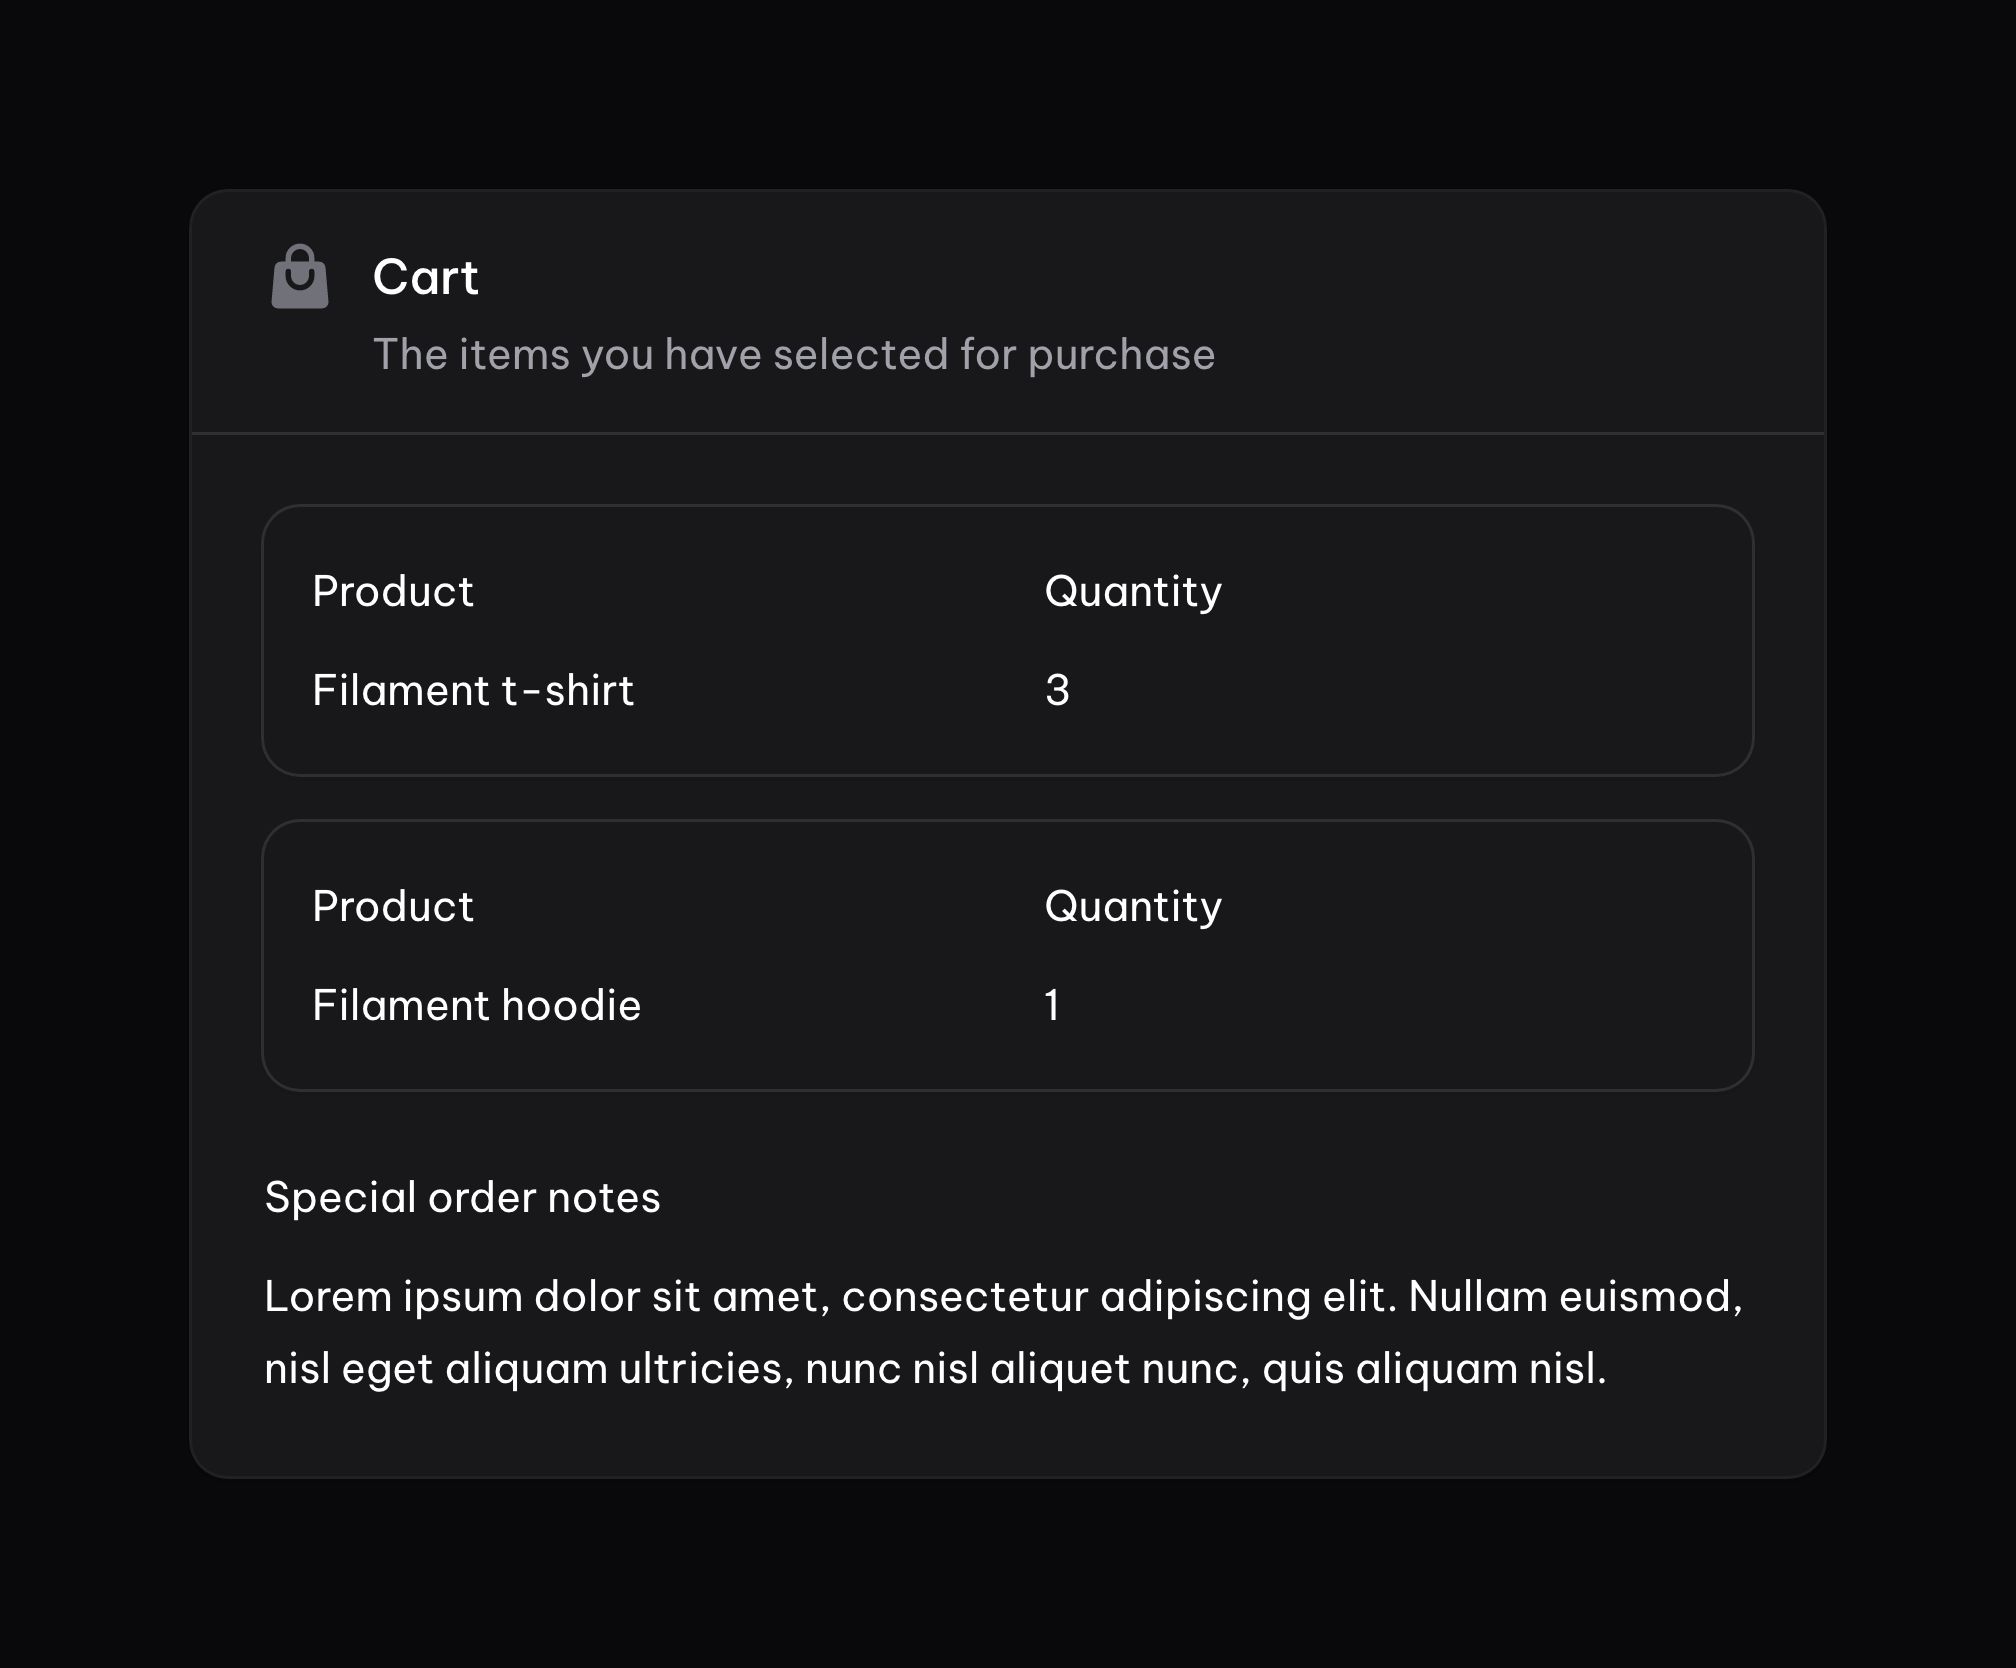 Cart
The items you have selected for purchase
Product
Quantity
Filament t-shirt
3
Product
Quantity
Filament hoodie
1
Special order notes
Lorem ipsum dolor sit amet, consectetur adipiscing elit. Nullam euismod,
nisl eget aliquam ultricies, nunc nisl aliquet nunc, quis aliquam nisl.